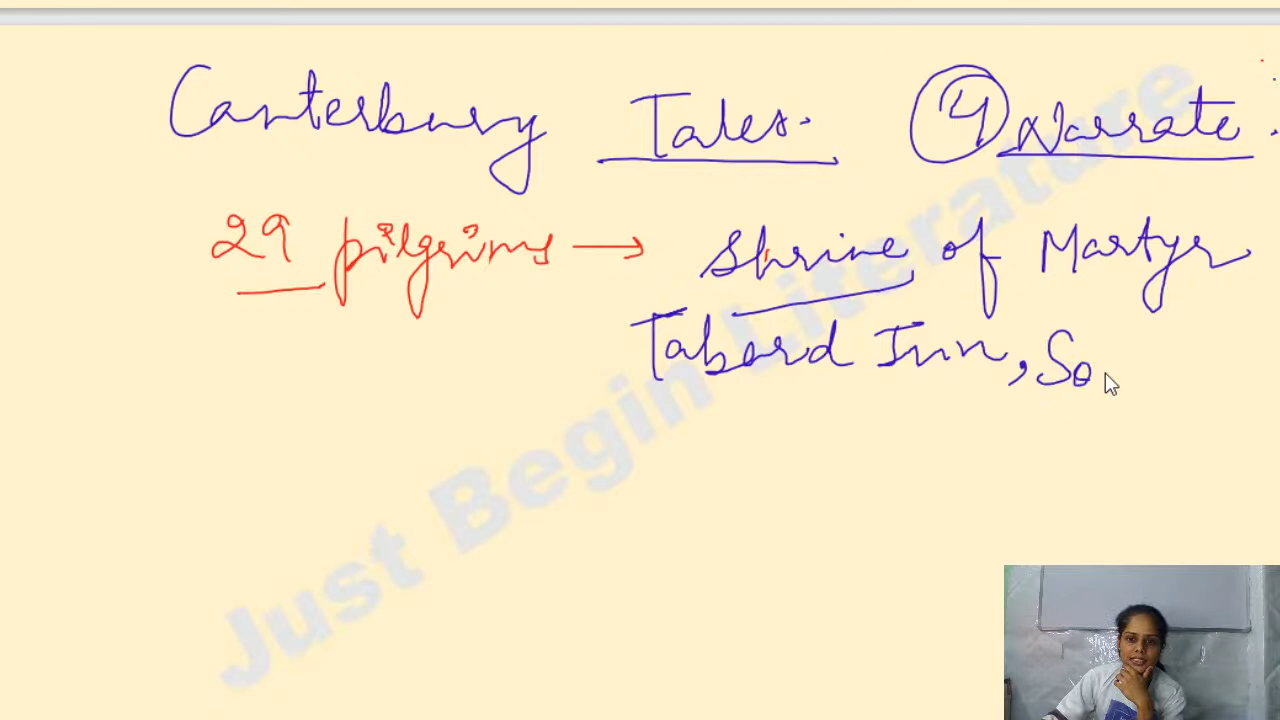 Canterbury Tales. 4 Narrate.
29 pilgrims → Shrine of Martyr
Tabard Inn, So
Just Begin Literature